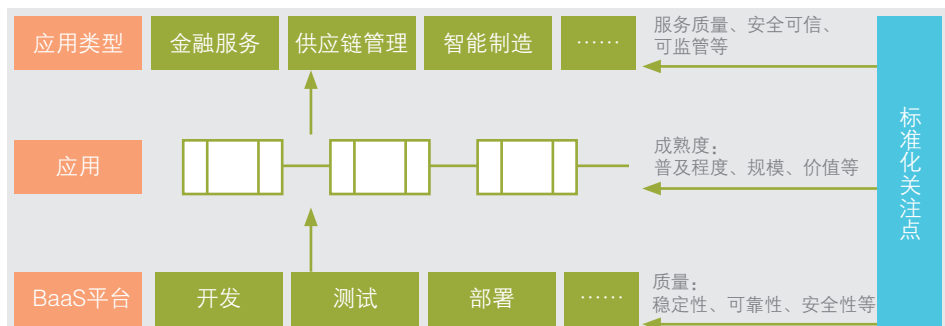 应用类型
金融服务
供应链管理
智能制造
……
服务质量、安全可信、
可监管等
应用
成熟度：
普及程度、规模、价值等
标准化关注点
BaaS平台
开发
测试
部署
……
质量：
稳定性、可靠性、安全性等